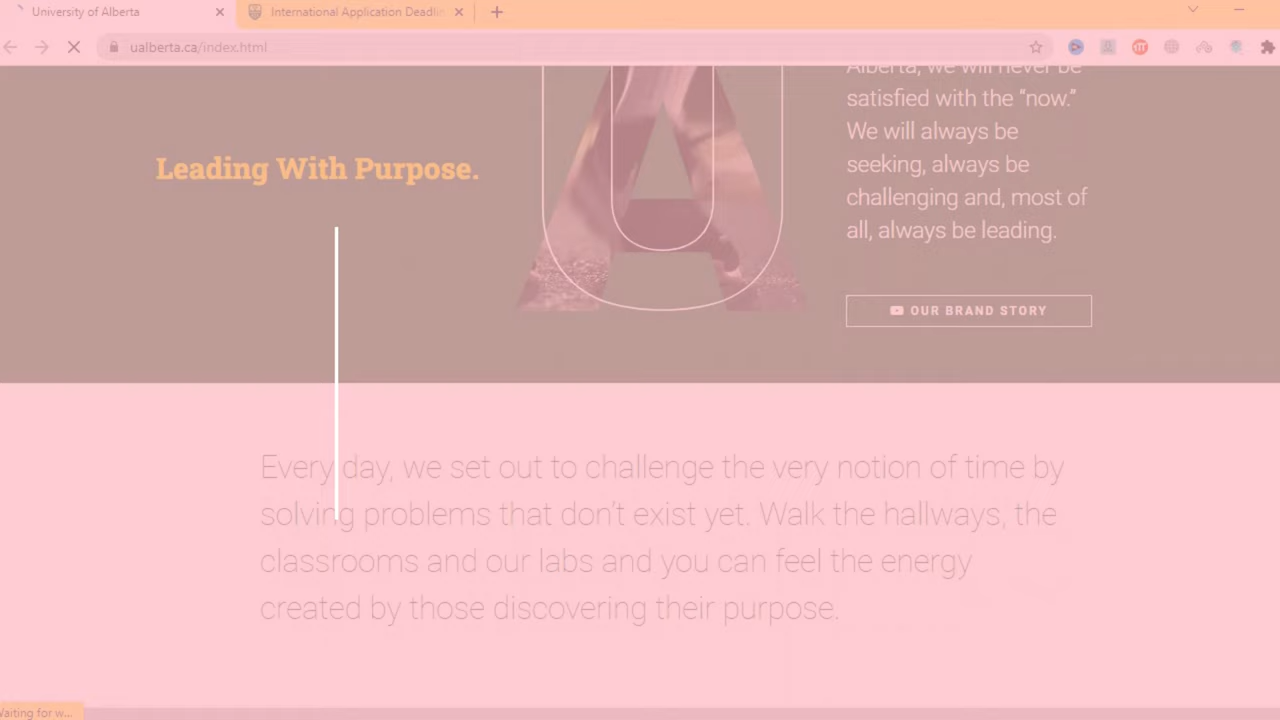 University of Alberta
International Application Deadlin
ualberta.ca/index.html
Leading With Purpose.
Alberta, we will never be
satisfied with the “now.”
We will always be
seeking, always be
challenging and, most of
all, always be leading.
OUR BRAND STORY
Every day, we set out to challenge the very notion of time by
solving problems that don’t exist yet. Walk the hallways, the
classrooms and our labs and you can feel the energy
created by those discovering their purpose.
Waiting for w...